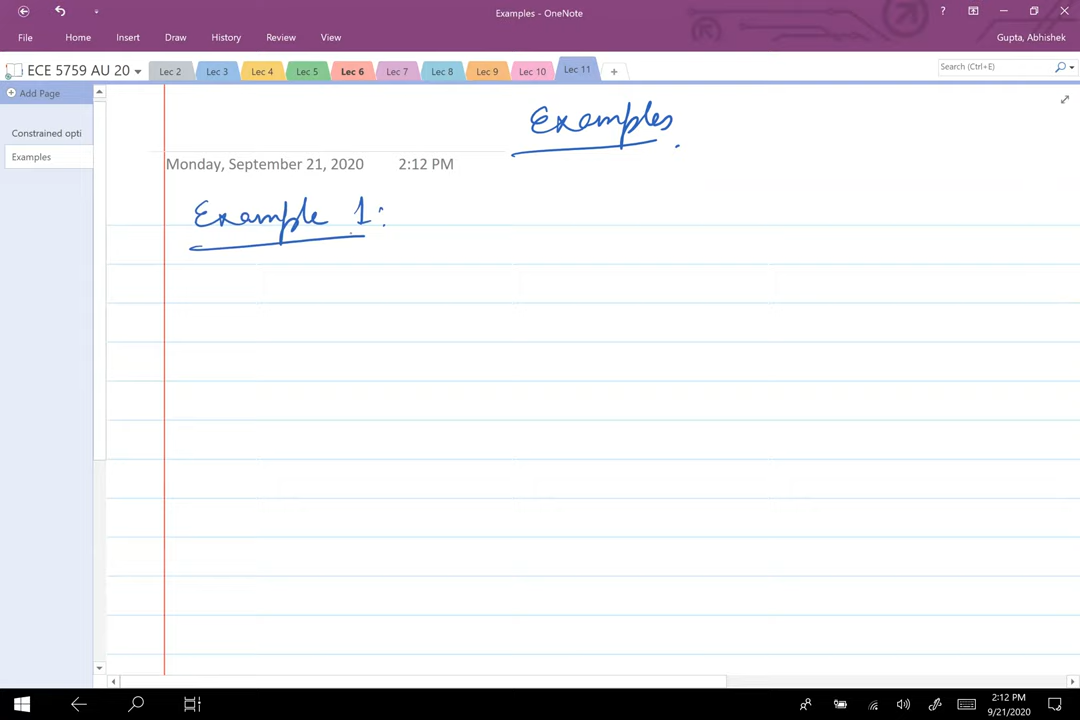 Examples - OneNote
File Home Insert Draw History Review View
Gupta, Abhishek
ECE 5759 AU 20
Lec 2 Lec 3 Lec 4 Lec 5 Lec 6 Lec 7 Lec 8 Lec 9 Lec 10 Lec 11
Search (Ctrl+E)
Add Page
Constrained opti
Examples
Examples
Monday, September 21, 2020 2:12 PM
Example 1:
2:12 PM
9/21/2020